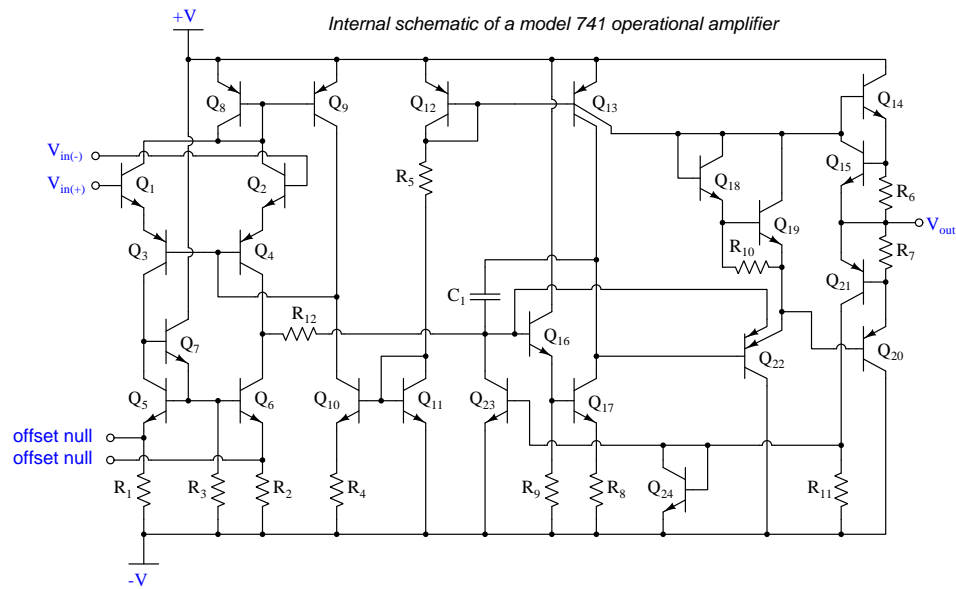 Internal schematic of a model 741 operational amplifier
+V
Q8
Q9
Q12
Q13
Q14
Vin(-)
Vin(+)
Q1
Q2
R5
Q18
Q15
R6
Q19
Vout
Q3
Q4
R10
R7
C1
Q21
R12
Q7
Q16
Q22
Q20
Q5
Q6
Q10
Q11
Q23
Q17
offset null
offset null
R1
R3
R2
R4
R9
R8
Q24
R11
-V